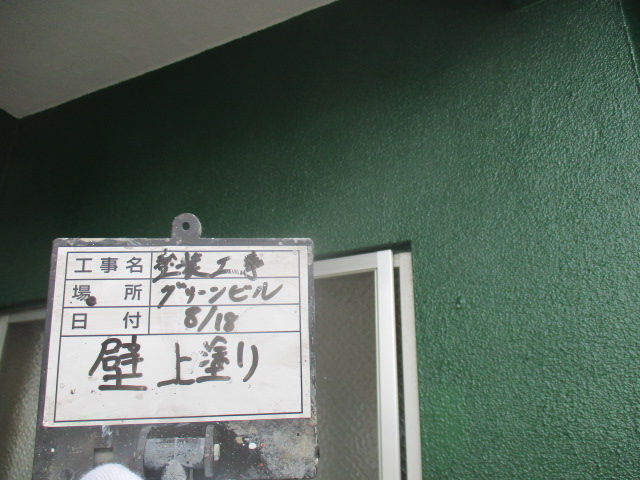 工事名 塗装工事
場所 グリーンビル
日付 8/18
壁上塗り